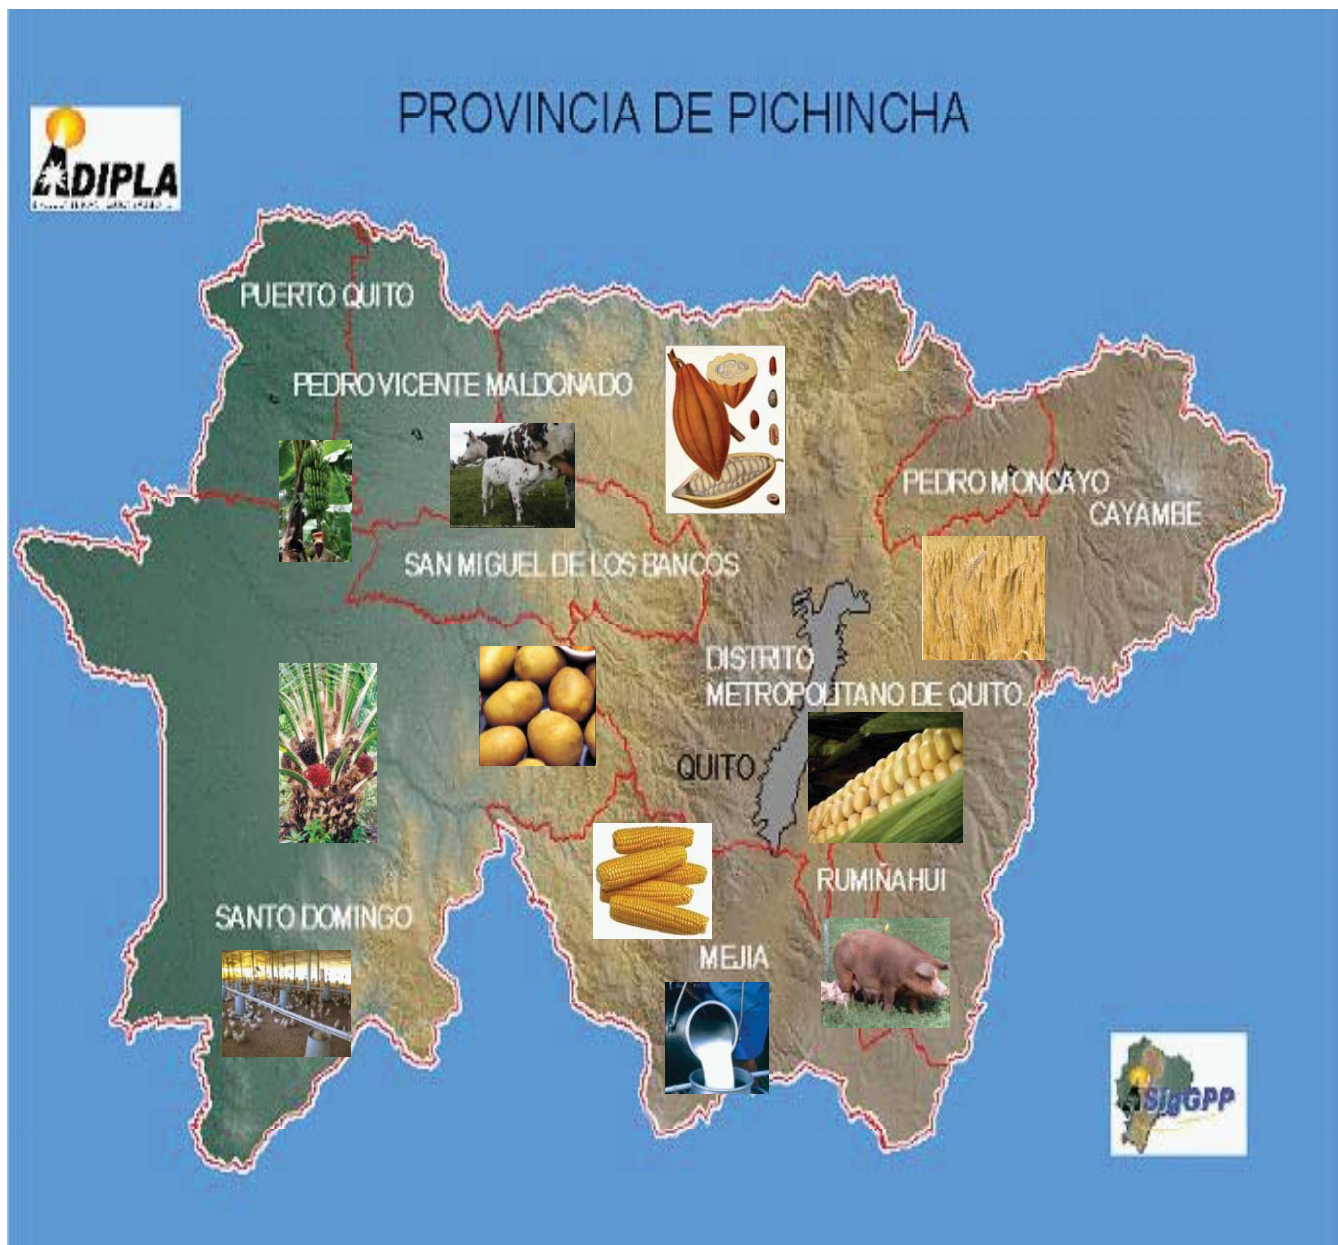 PROVINCIA DE PICHINCHA
ADIPLA
PUERTO QUITO
PEDRO VICENTE MALDONADO
PEDRO MONCAYO
CAYAMBE
SAN MIGUEL DE LOS BANCOS
DISTRITO
METROPOLITANO DE QUITO
QUITO
RUMIÑAHUI
SANTO DOMINGO
MEJIA
SIGGPP